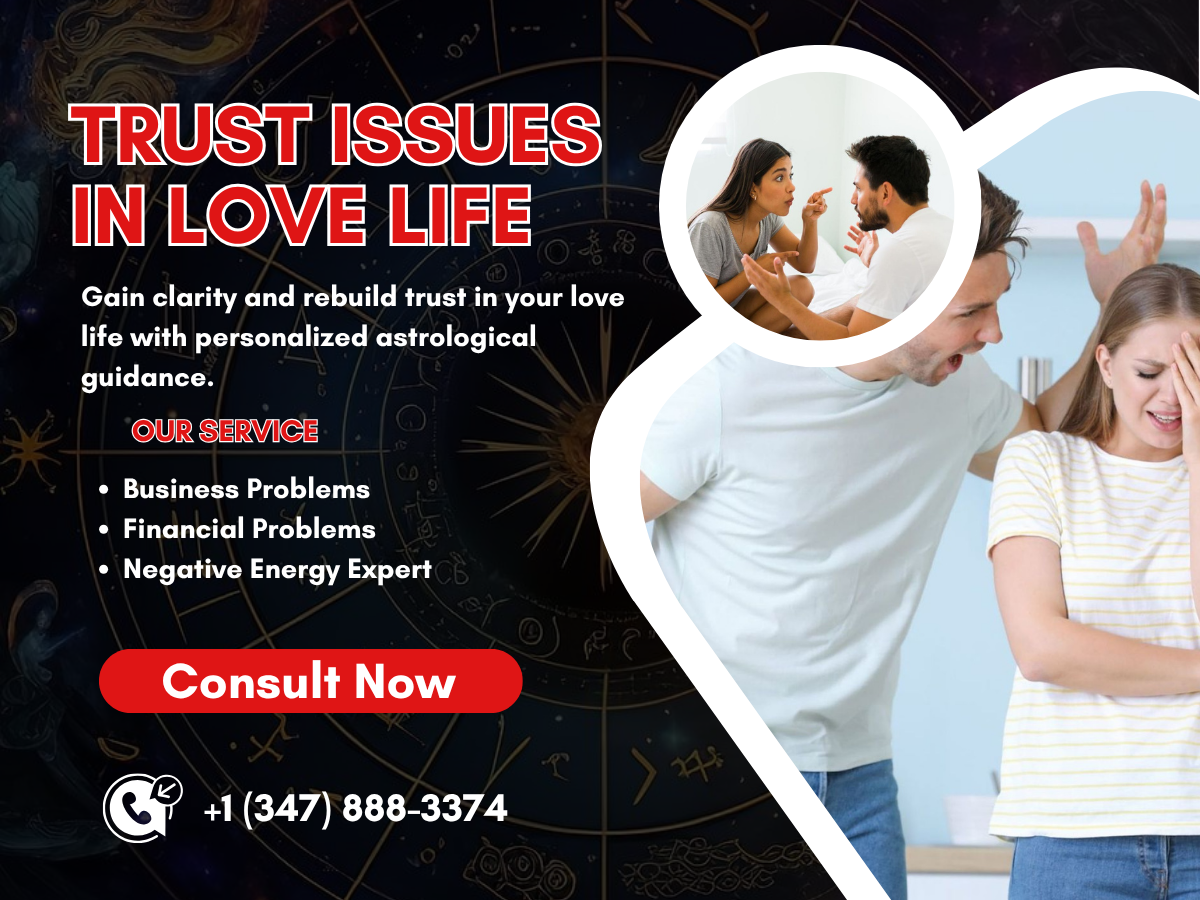 TRUST ISSUES
IN LOVE LIFE
Gain clarity and rebuild trust in your love
life with personalized astrological
guidance.
OUR SERVICE
• Business Problems
• Financial Problems
• Negative Energy Expert
Consult Now
+1 (347) 888-3374